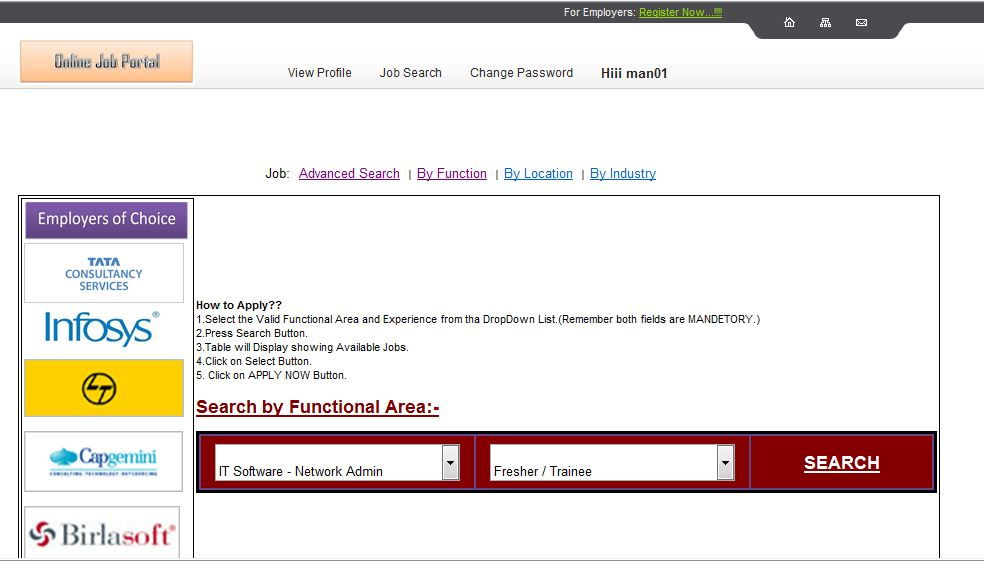 For Employers: Register Now...
Online Job Portal
View Profile Job Search Change Password Hiii man01
Job: Advanced Search | By Function | By Location | By Industry
Employers of Choice
TATA
CONSULTANCY
SERVICES
Infosys®
LT
Capgemini
CONSULTING TECHNOLOGY OUTSOURCING
Birlasoft
How to Apply??
1.Select the Valid Functional Area and Experience from tha DropDown List.(Remember both fields are MANDETORY.)
2.Press Search Button.
3.Table will Display showing Available Jobs.
4.Click on Select Button.
5. Click on APPLY NOW Button.
Search by Functional Area:-
IT Software - Network Admin Fresher / Trainee SEARCH